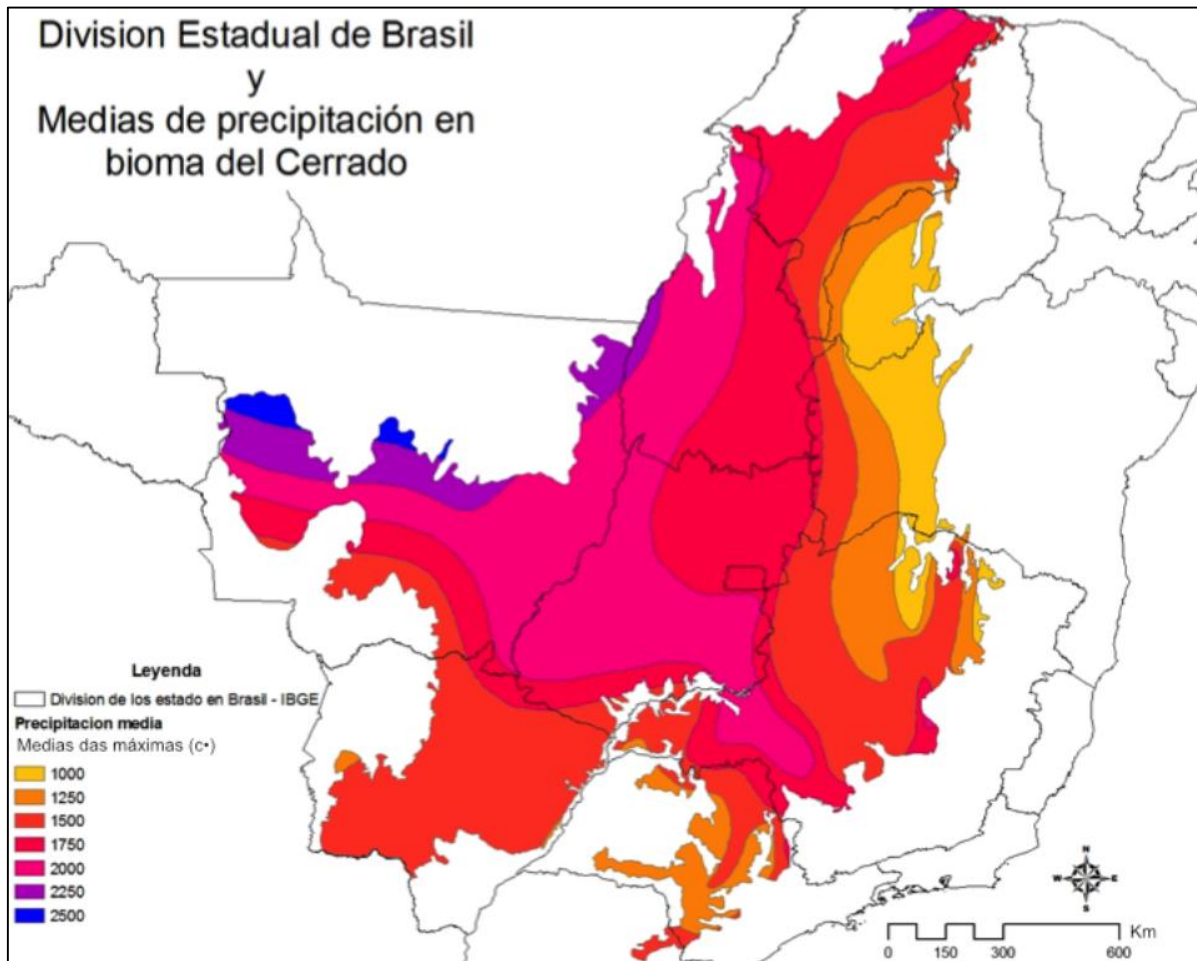 Division Estadual de Brasil
y
Medias de precipitación en
bioma del Cerrado
Leyenda
Division de los estado en Brasil - IBGE
Precipitacion media
Medias das máximas (c•)
1000
1250
1500
1750
2000
2250
2500
N
W E
S
Km
0 150 300 600